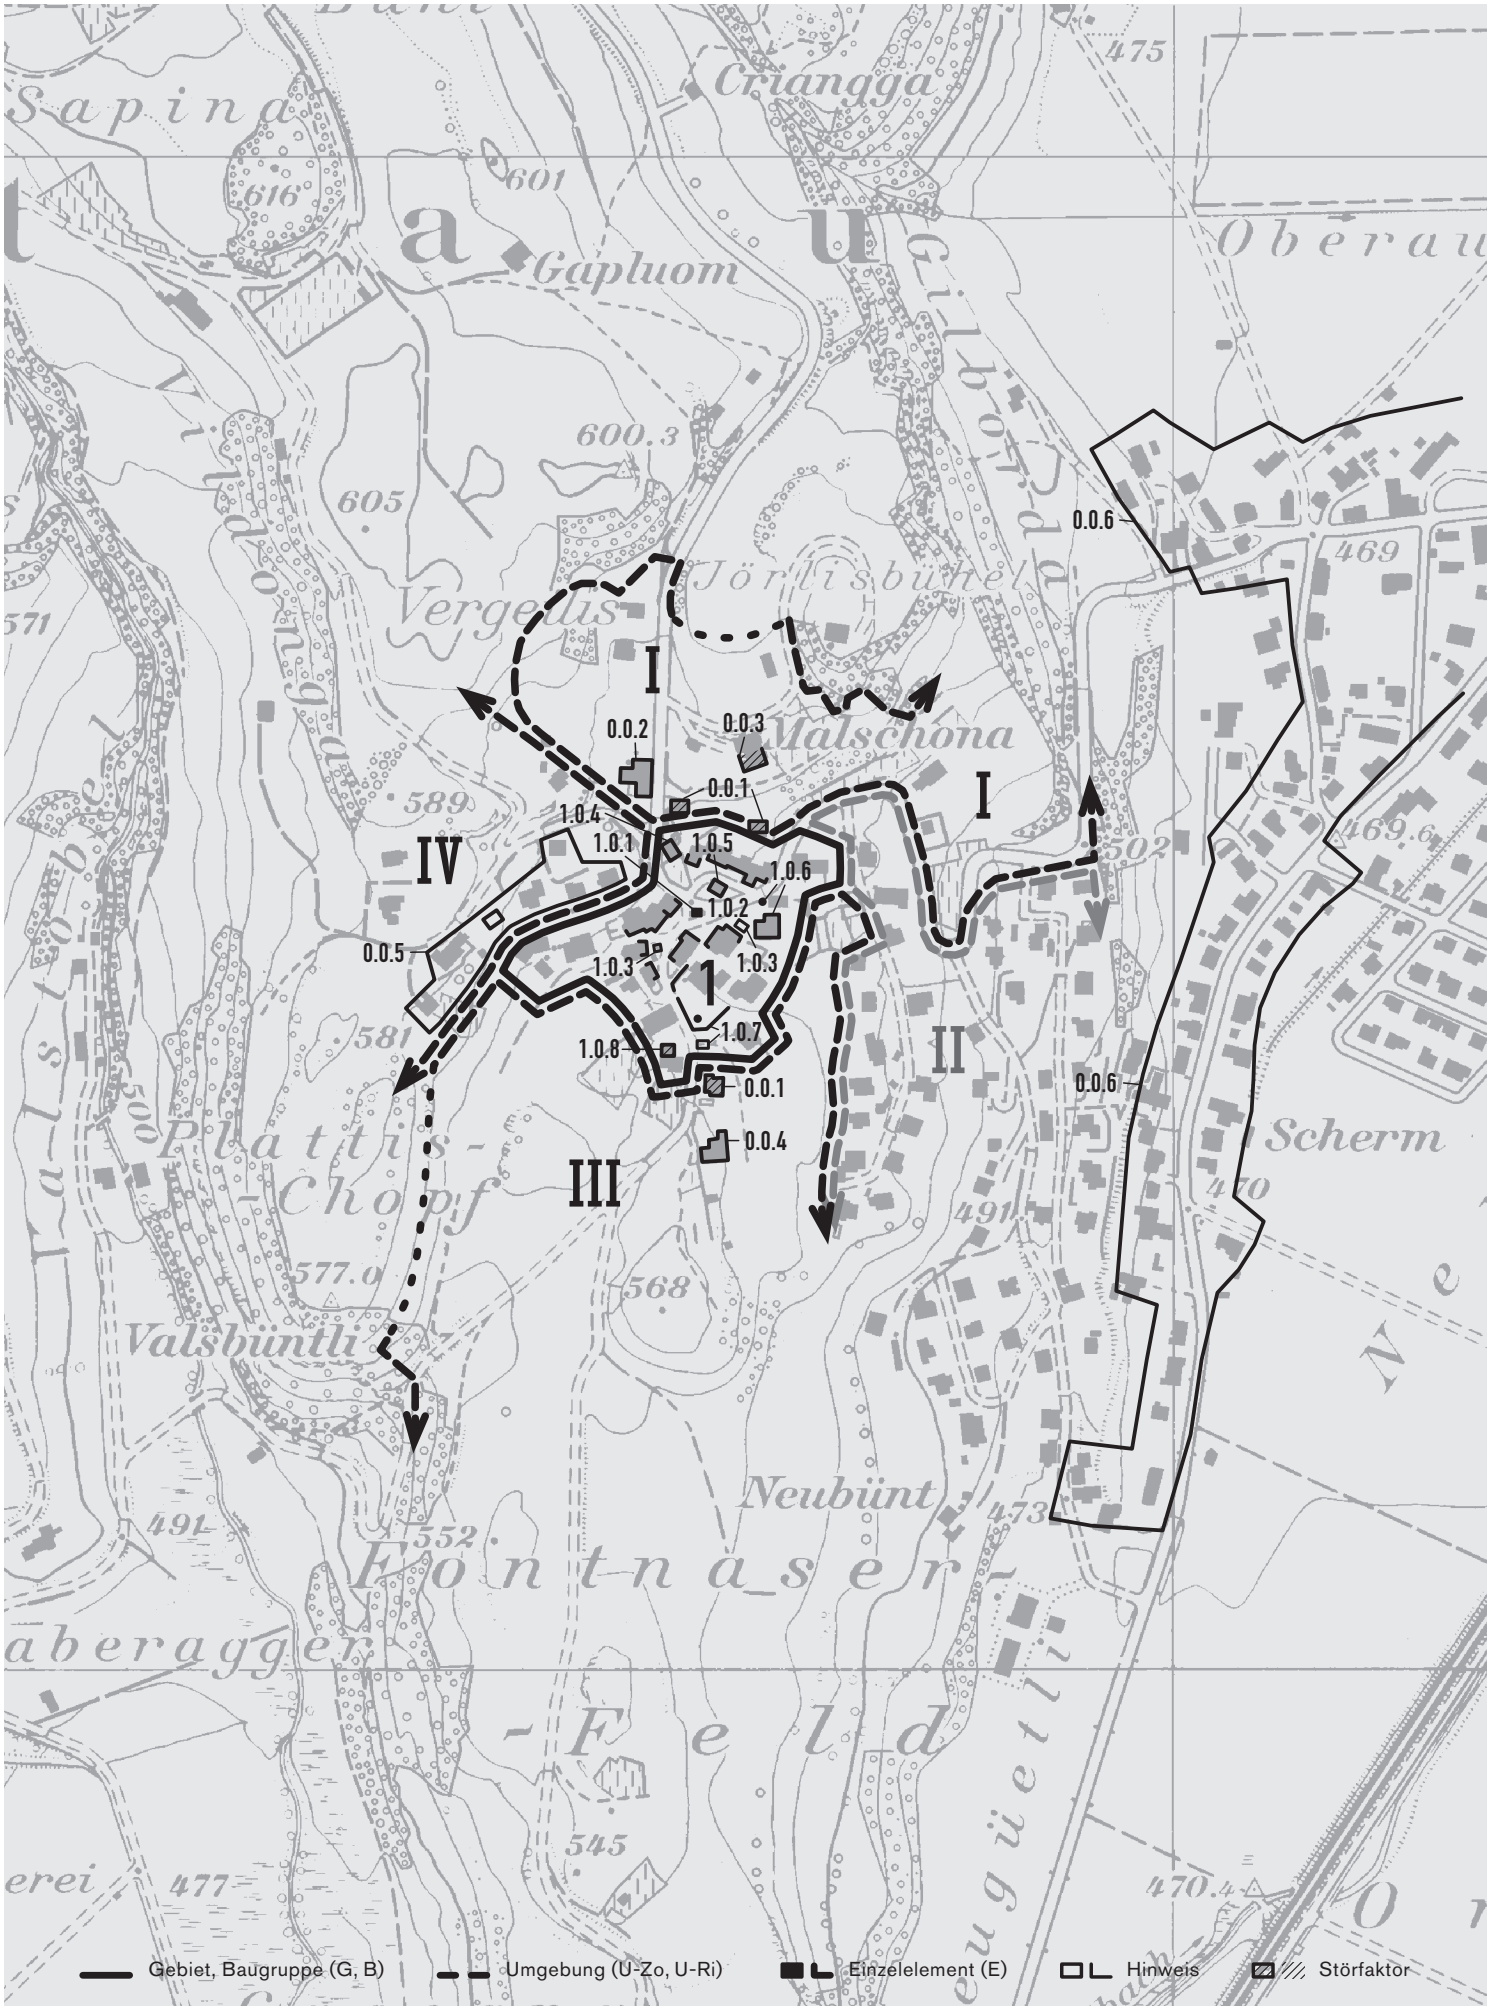 Criangga
475
Sapina
601
616
t a u
Oberau
Gapluom
Gilbord
600.3
605
Vildonga
0.0.6
469
Jörlisbühel
571
Vergellis
I
0.0.2
0.0.3
Malschona
I
0.0.1
589
1.0.4
469.6
IV
1.0.1
1.0.5
502
1.0.6
1.0.2
0.0.5
1.0.3
1.0.3
1
581
1.0.7
II
1.0.8
0.0.6
0.0.1
500
Plattis-
0.0.4
Scherm
III
-Chopf
470
491
577.0
568
Valsbüntli
Neubünt
473
491
552
Fontnaser-
aberagger
-Feld
545
erei
477
470.4
Gebiet, Baugruppe (G, B)
Umgebung (U-Zo, U-Ri)
Einzelelement (E)
Hinweis
Störfaktor